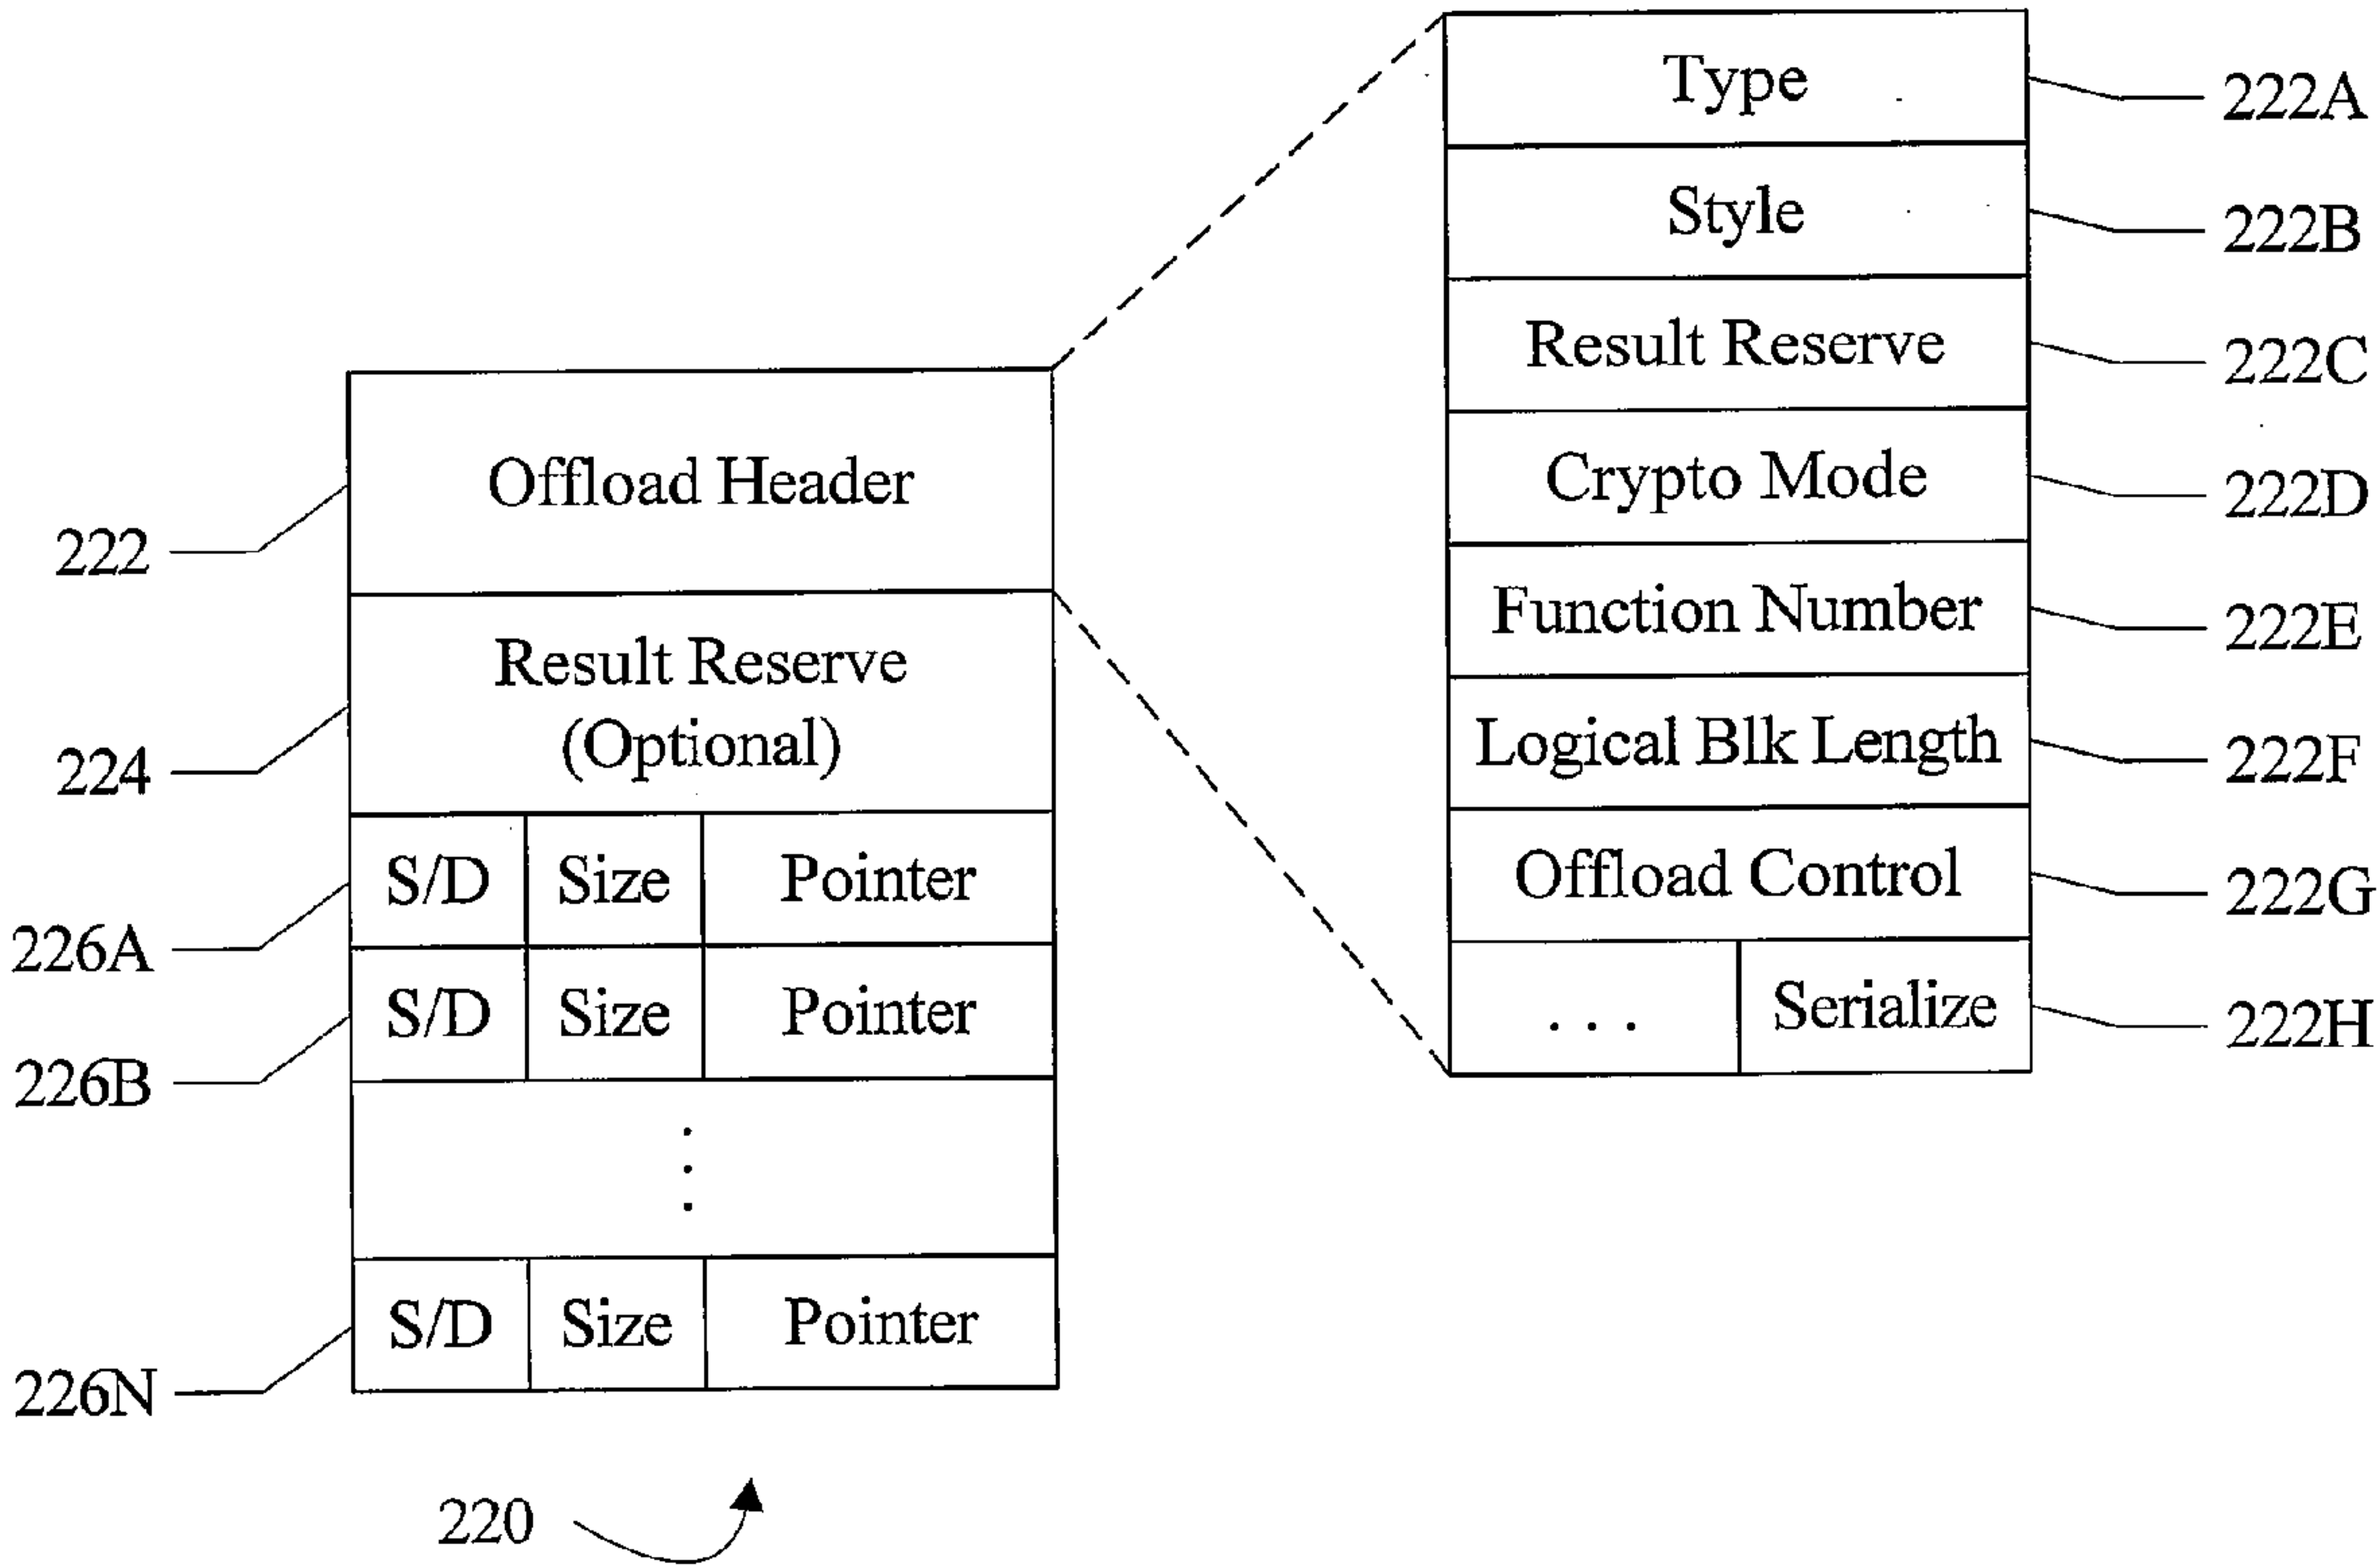 Type
222A
Style
222B
Result Reserve
222C
Crypto Mode
222D
Function Number
222E
Logical Blk Length
222F
Offload Control
222G
. . . Serialize
222H
Offload Header
222
Result Reserve
(Optional)
224
S/D Size Pointer
226A
S/D Size Pointer
226B
S/D Size Pointer
226N
220